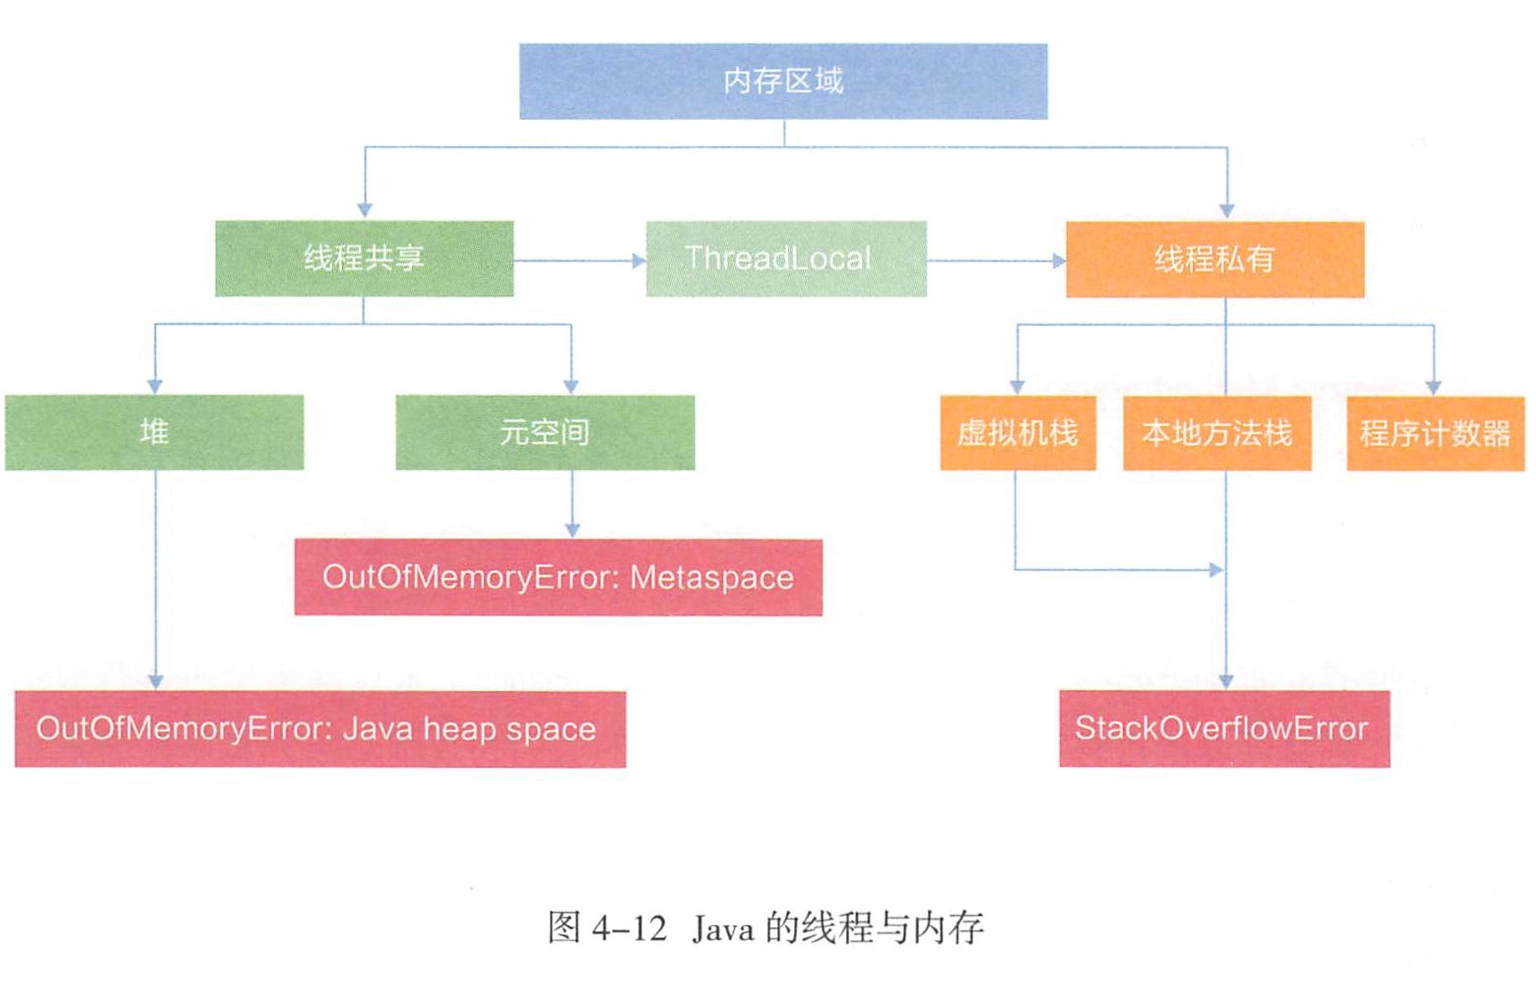 内存区域
线程共享
ThreadLocal
线程私有
堆
元空间
虚拟机栈
本地方法栈
程序计数器
OutOfMemoryError: Metaspace
OutOfMemoryError: Java heap space
StackOverflowError
图 4-12 Java 的线程与内存